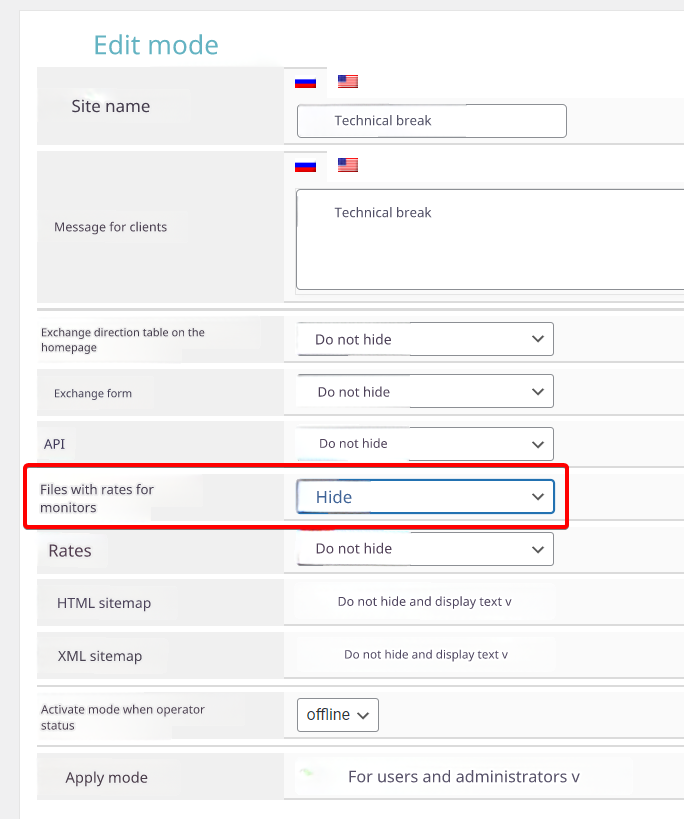 Edit mode
Site name
Technical break
Message for clients
Technical break
Exchange direction table on the
homepage
Do not hide
Exchange form
Do not hide
API
Do not hide
Files with rates for
monitors
Hide
Rates
Do not hide
HTML sitemap
Do not hide and display text v
XML sitemap
Do not hide and display text v
Activate mode when operator
status
offline
Apply mode
For users and administrators v